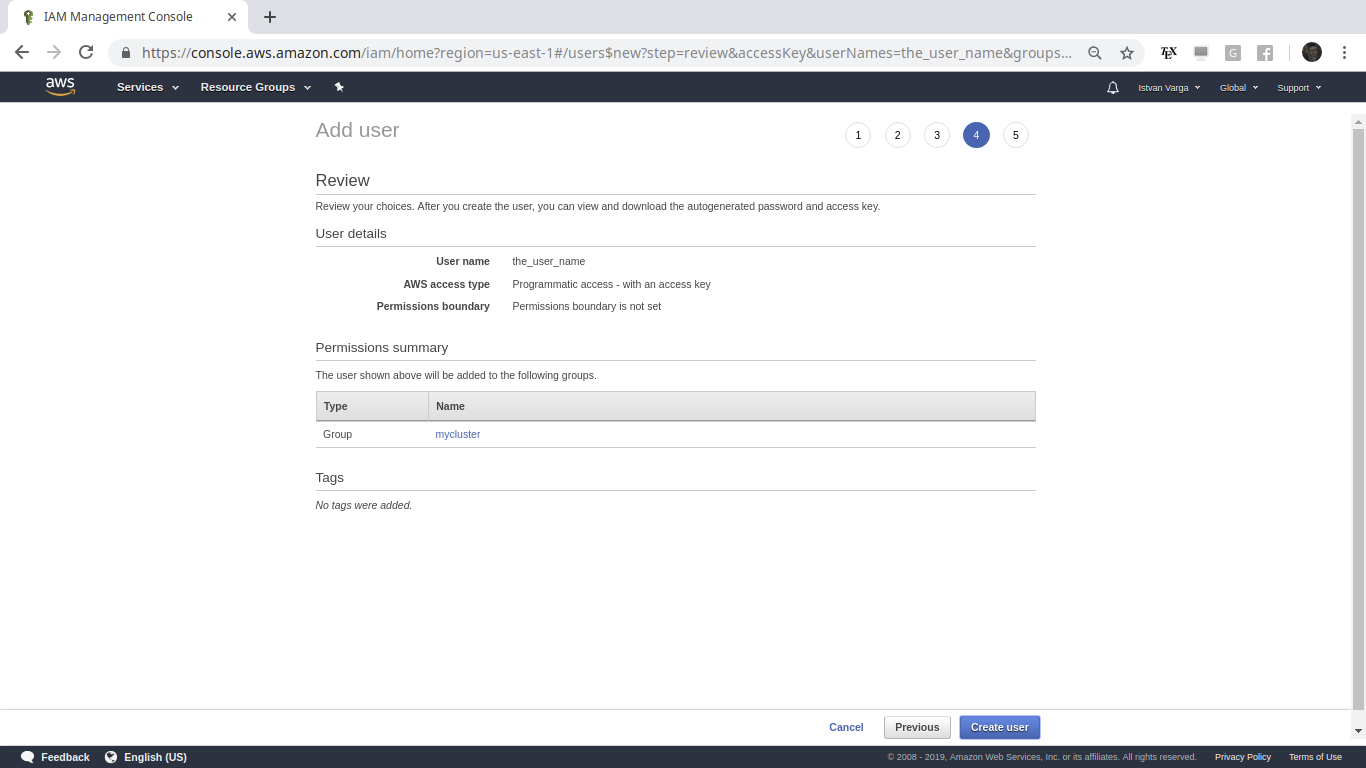 IAM Management Console
https://console.aws.amazon.com/iam/home?region=us-east-1#/users$new?step=review&accessKey&userNames=the_user_name&groups...
TEX
G
aws
Services
Resource Groups
Istvan Varga
Global
Support
Add user
1 2 3 4 5
Review
Review your choices. After you create the user, you can view and download the autogenerated password and access key.
User details
User name the_user_name
AWS access type Programmatic access - with an access key
Permissions boundary Permissions boundary is not set
Permissions summary
The user shown above will be added to the following groups.
Type Name
Group mycluster
Tags
No tags were added.
Cancel Previous Create user
Feedback English (US) © 2008 - 2019, Amazon Web Services, Inc. or its affiliates. All rights reserved. Privacy Policy Terms of Use